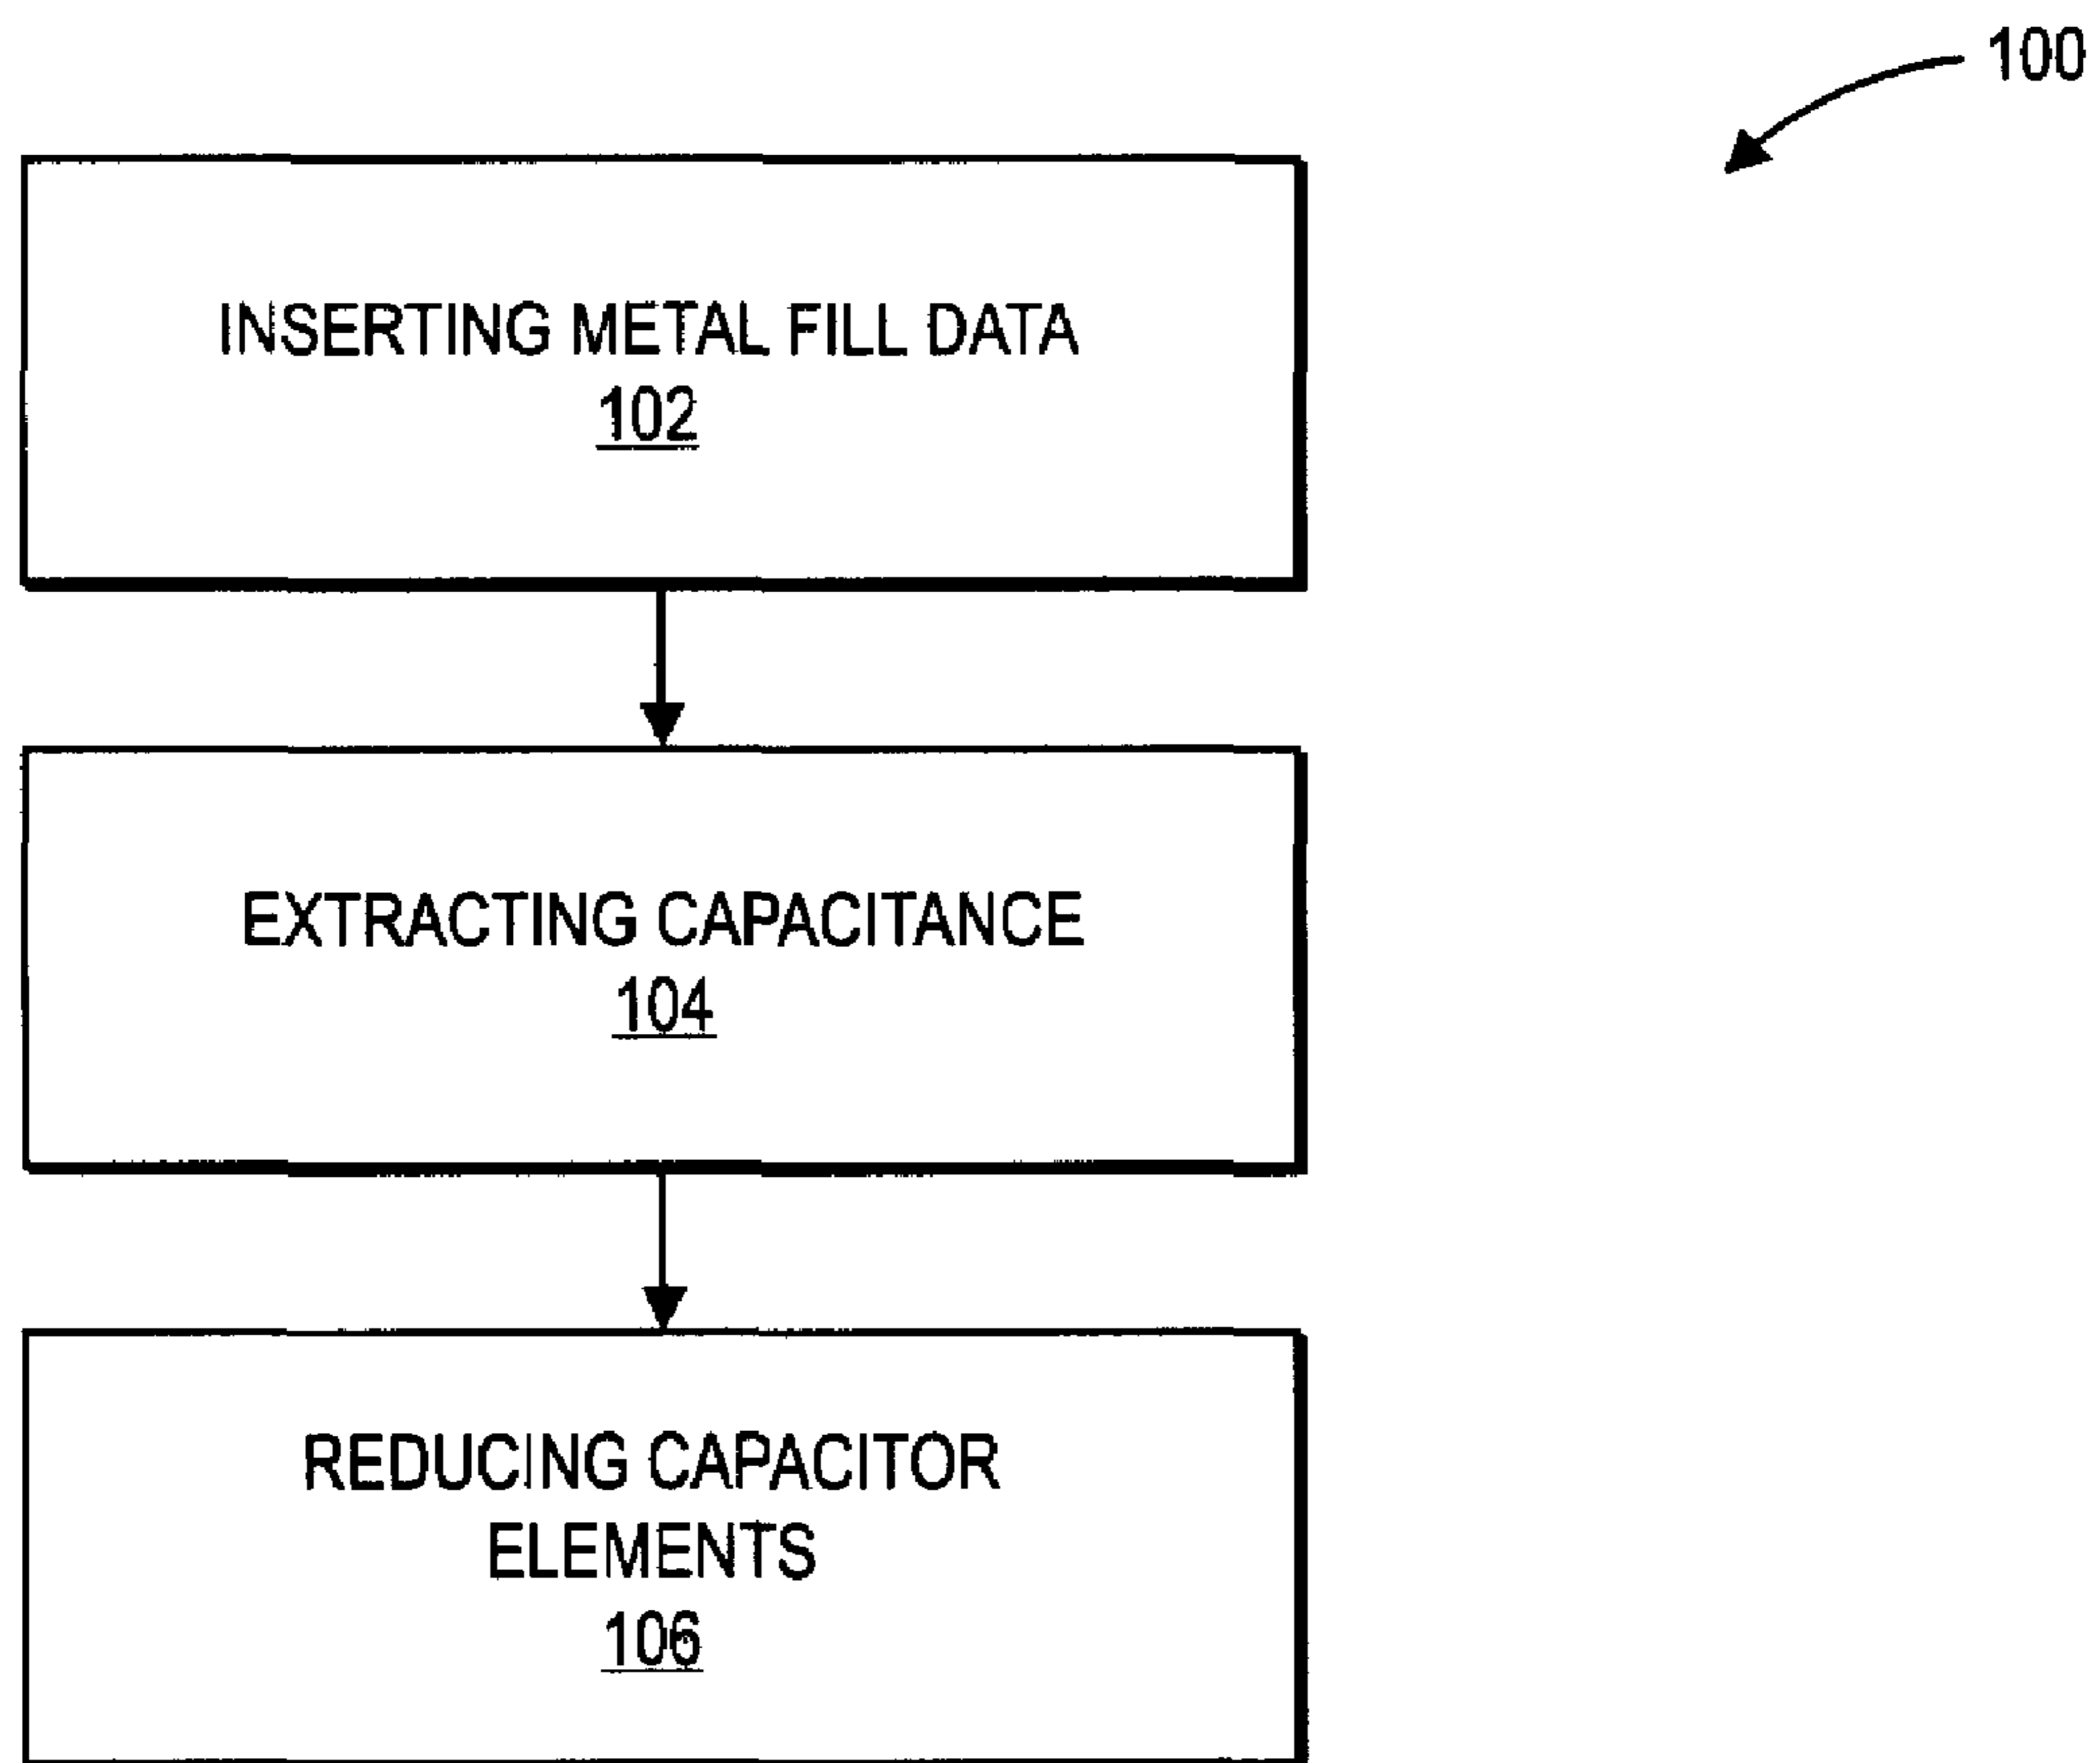 100
INSERTING METAL FILL DATA
102
EXTRACTING CAPACITANCE
104
REDUCING CAPACITOR
ELEMENTS
106